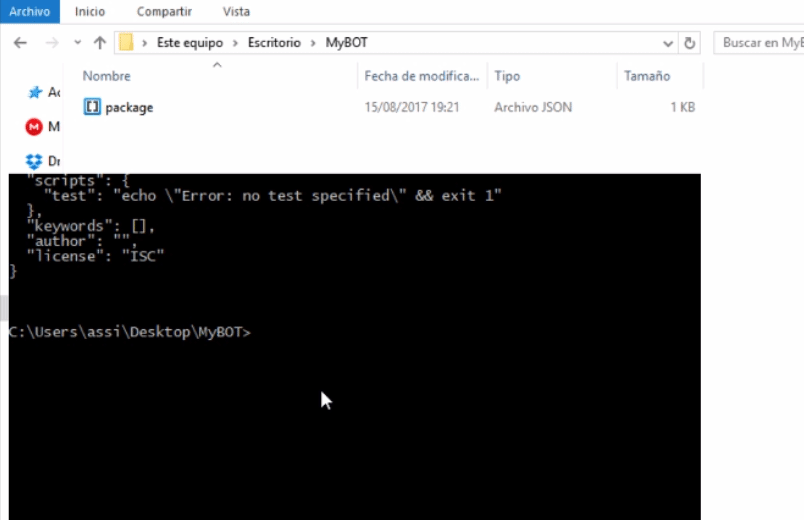 Archivo Inicio Compartir Vista
Este equipo Escritorio MyBOT
Buscar en MyB
Nombre Fecha de modifica... Tipo Tamaño
package 15/08/2017 19:21 Archivo JSON 1 KB
Ac
M
Dr
"scripts": {
"test": "echo \"Error: no test specified\" && exit 1"
},
"keywords": [],
"author": "",
"license": "ISC"
}
C:\Users\assi\Desktop\MyBOT>